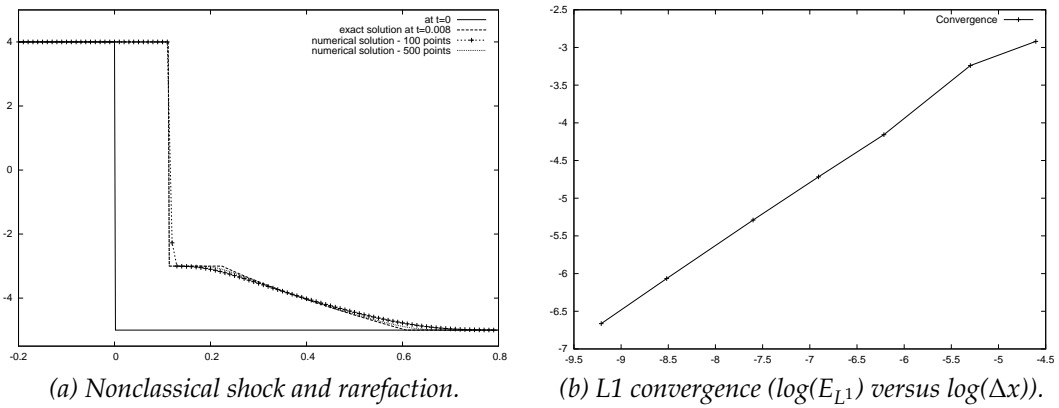 at t=0
exact solution at t=0.008
numerical solution - 100 points
numerical solution - 500 points
4
2
0
-2
-4
-0.2 0 0.2 0.4 0.6 0.8
(a) Nonclassical shock and rarefaction.
Convergence
-2.5
-3
-3.5
-4
-4.5
-5
-5.5
-6
-6.5
-7
-9.5 -9 -8.5 -8 -7.5 -7 -6.5 -6 -5.5 -5 -4.5
(b) L1 convergence (log(E_{L^1}) versus log(Δx)).